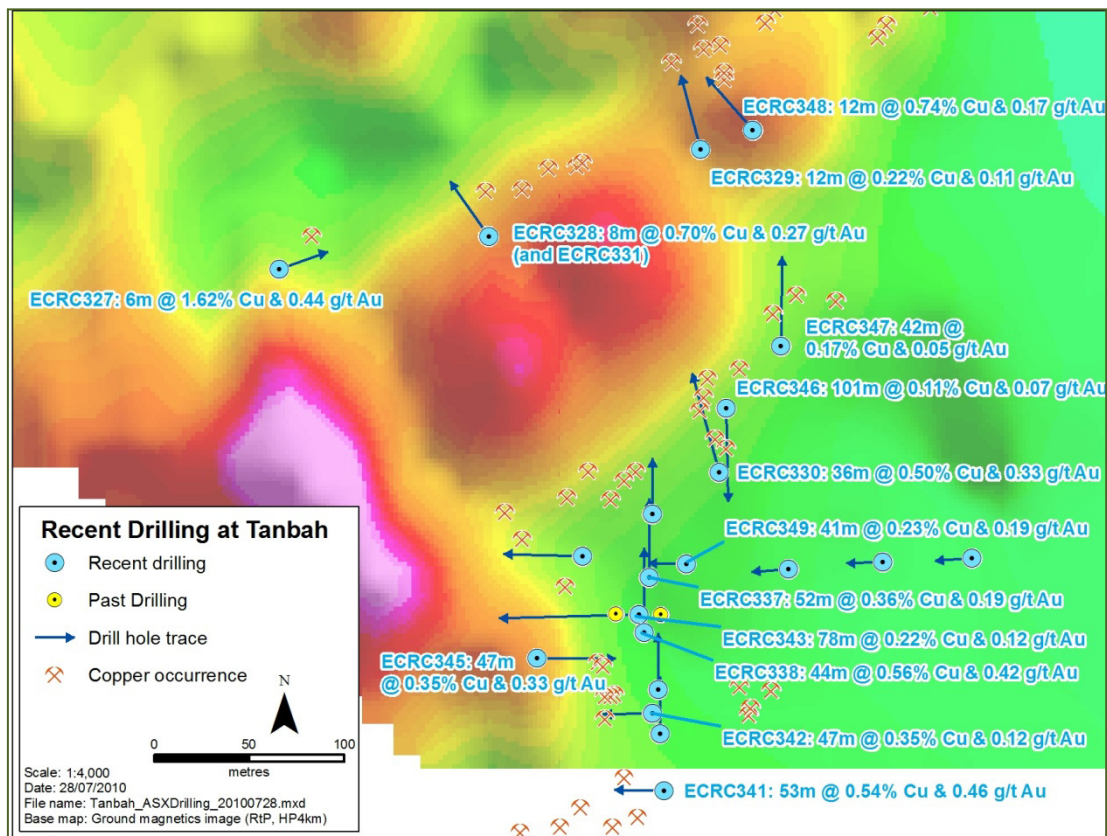 ECRC348: 12m @ 0.74% Cu & 0.17 g/t Au
ECRC329: 12m @ 0.22% Cu & 0.11 g/t Au
ECRC328: 8m @ 0.70% Cu & 0.27 g/t Au
(and ECRC331)
ECRC327: 6m @ 1.62% Cu & 0.44 g/t Au
ECRC347: 42m @
0.17% Cu & 0.05 g/t Au
ECRC346: 101m @ 0.11% Cu & 0.07 g/t Au
ECRC330: 36m @ 0.50% Cu & 0.33 g/t Au
ECRC349: 41m @ 0.23% Cu & 0.19 g/t Au
ECRC337: 52m @ 0.36% Cu & 0.19 g/t Au
ECRC343: 78m @ 0.22% Cu & 0.12 g/t Au
ECRC345: 47m
@ 0.35% Cu & 0.33 g/t Au
ECRC338: 44m @ 0.56% Cu & 0.42 g/t Au
ECRC342: 47m @ 0.35% Cu & 0.12 g/t Au
ECRC341: 53m @ 0.54% Cu & 0.46 g/t Au
Recent Drilling at Tanbah
Recent drilling
Past Drilling
Drill hole trace
Copper occurrence
N
0 50 100
metres
Scale: 1:4,000
Date: 28/07/2010
File name: Tanbah_ASXDrilling_20100728.mxd
Base map: Ground magnetics image (RtP, HP4km)